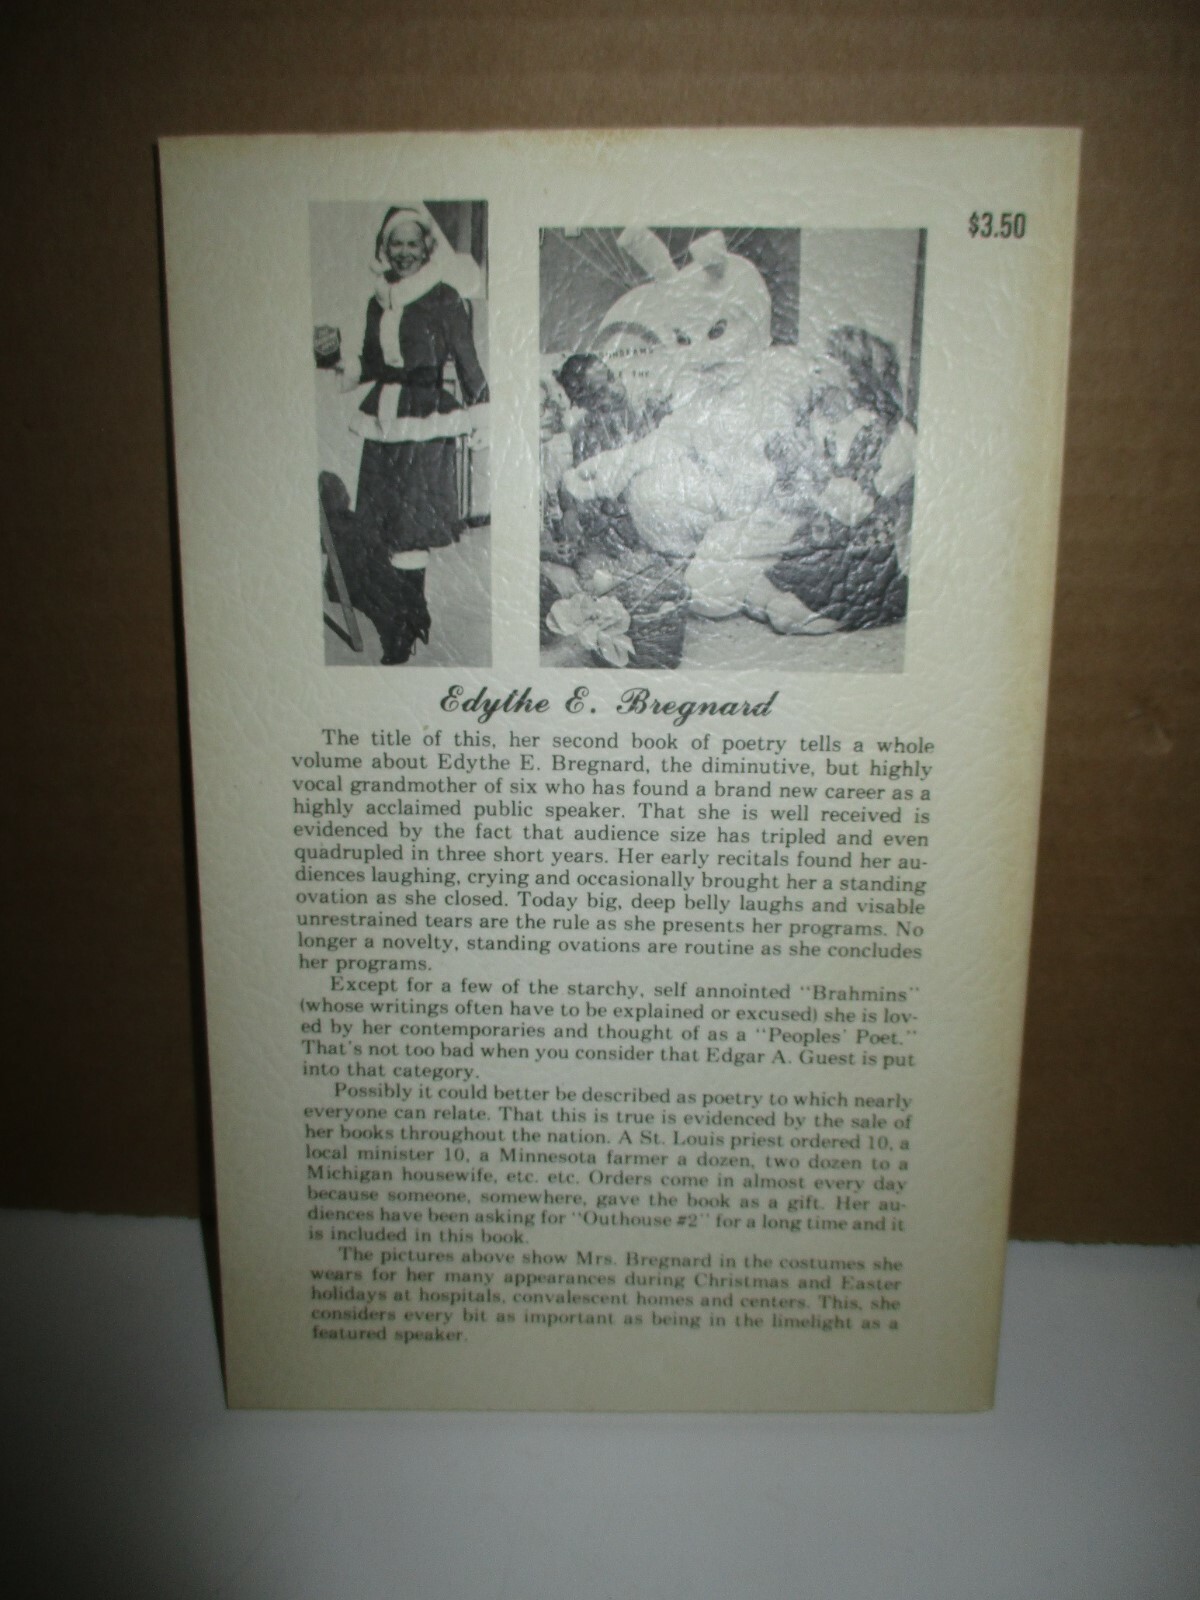 $3.50
Edythe E. Bregnard
The title of this, her second book of poetry tells a whole
volume about Edythe E. Bregnard, the diminutive, but highly
vocal grandmother of six who has found a brand new career as a
highly acclaimed public speaker. That she is well received is
evidenced by the fact that audience size has tripled and even
quadrupled in three short years. Her early recitals found her au-
diences laughing, crying and occasionally brought her a standing
ovation as she closed. Today big, deep belly laughs and visable
unrestrained tears are the rule as she presents her programs. No
longer a novelty, standing ovations are routine as she concludes
her programs.
Except for a few of the starchy, self annointed "Brahmins"
(whose writings often have to be explained or excused) she is lov-
ed by her contemporaries and thought of as a "Peoples' Poet."
That's not too bad when you consider that Edgar A. Guest is put
into that category.
Possibly it could better be described as poetry to which nearly
everyone can relate. That this is true is evidenced by the sale of
her books throughout the nation. A St. Louis priest ordered 10, a
local minister 10, a Minnesota farmer a dozen, two dozen to a
Michigan housewife, etc. etc. Orders come in almost every day
because someone, somewhere, gave the book as a gift. Her au-
diences have been asking for "Outhouse #2" for a long time and it
is included in this book.
The pictures above show Mrs. Bregnard in the costumes she
wears for her many appearances during Christmas and Easter
holidays at hospitals, convalescent homes and centers. This, she
considers every bit as important as being in the limelight as a
featured speaker.